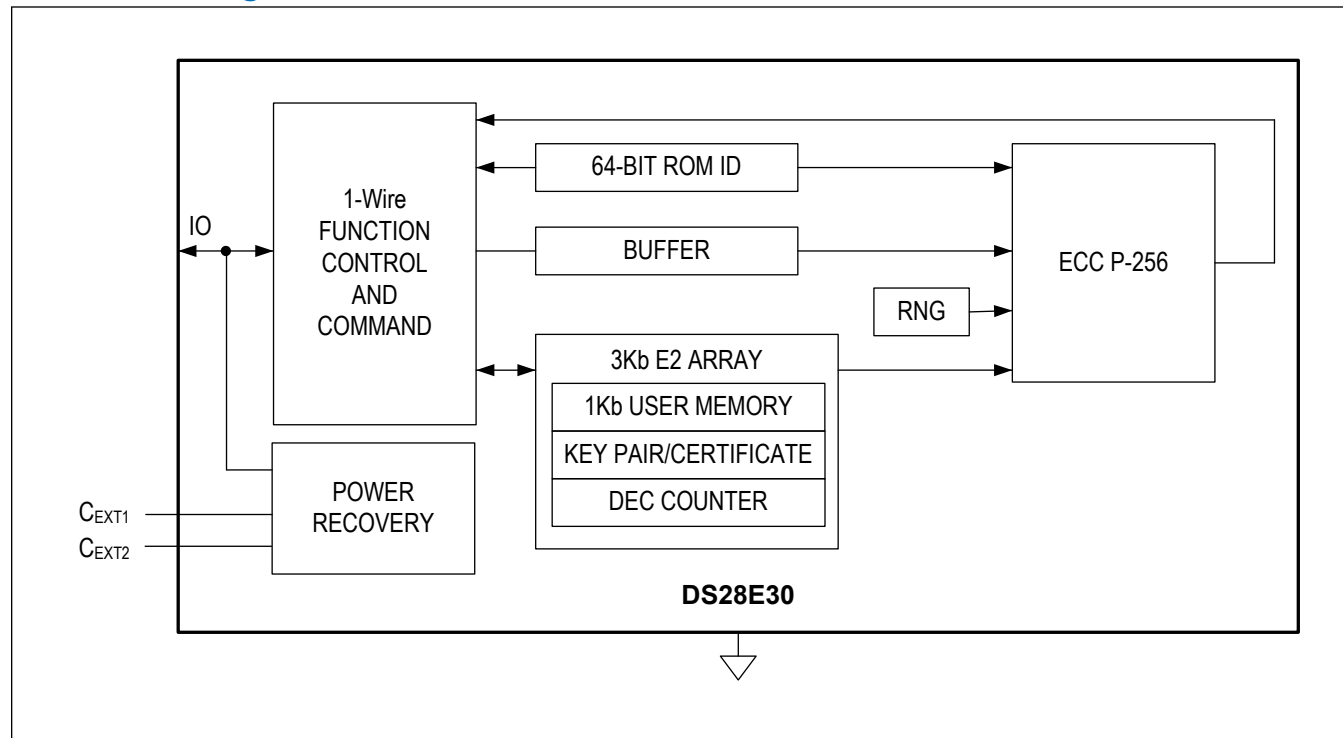 IO
1-Wire
FUNCTION
CONTROL
AND
COMMAND
64-BIT ROM ID
BUFFER
RNG
ECC P-256
3Kb E2 ARRAY
1Kb USER MEMORY
KEY PAIR/CERTIFICATE
DEC COUNTER
POWER
RECOVERY
CEXT1
CEXT2
DS28E30